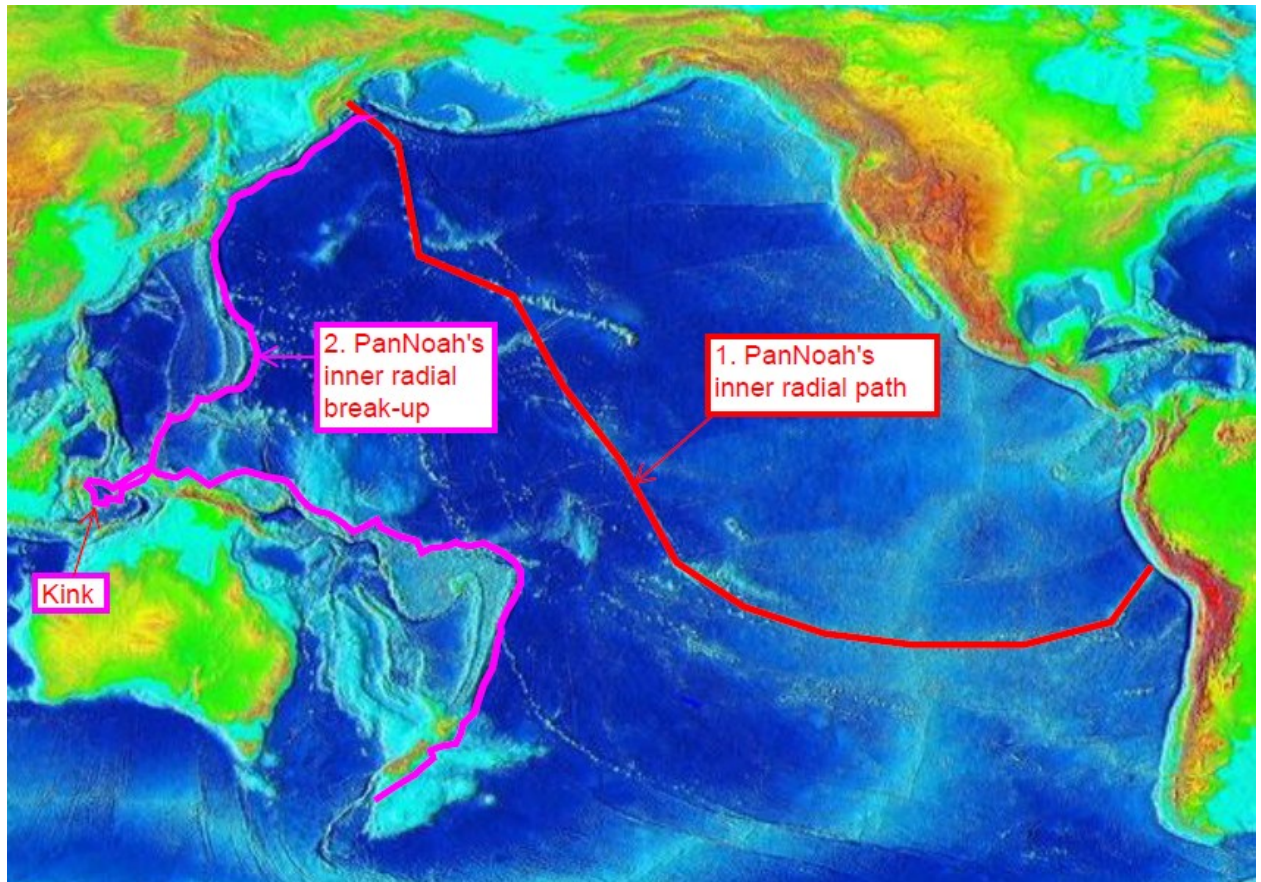 2. PanNoah's
inner radial
break-up
1. PanNoah's
inner radial path
Kink